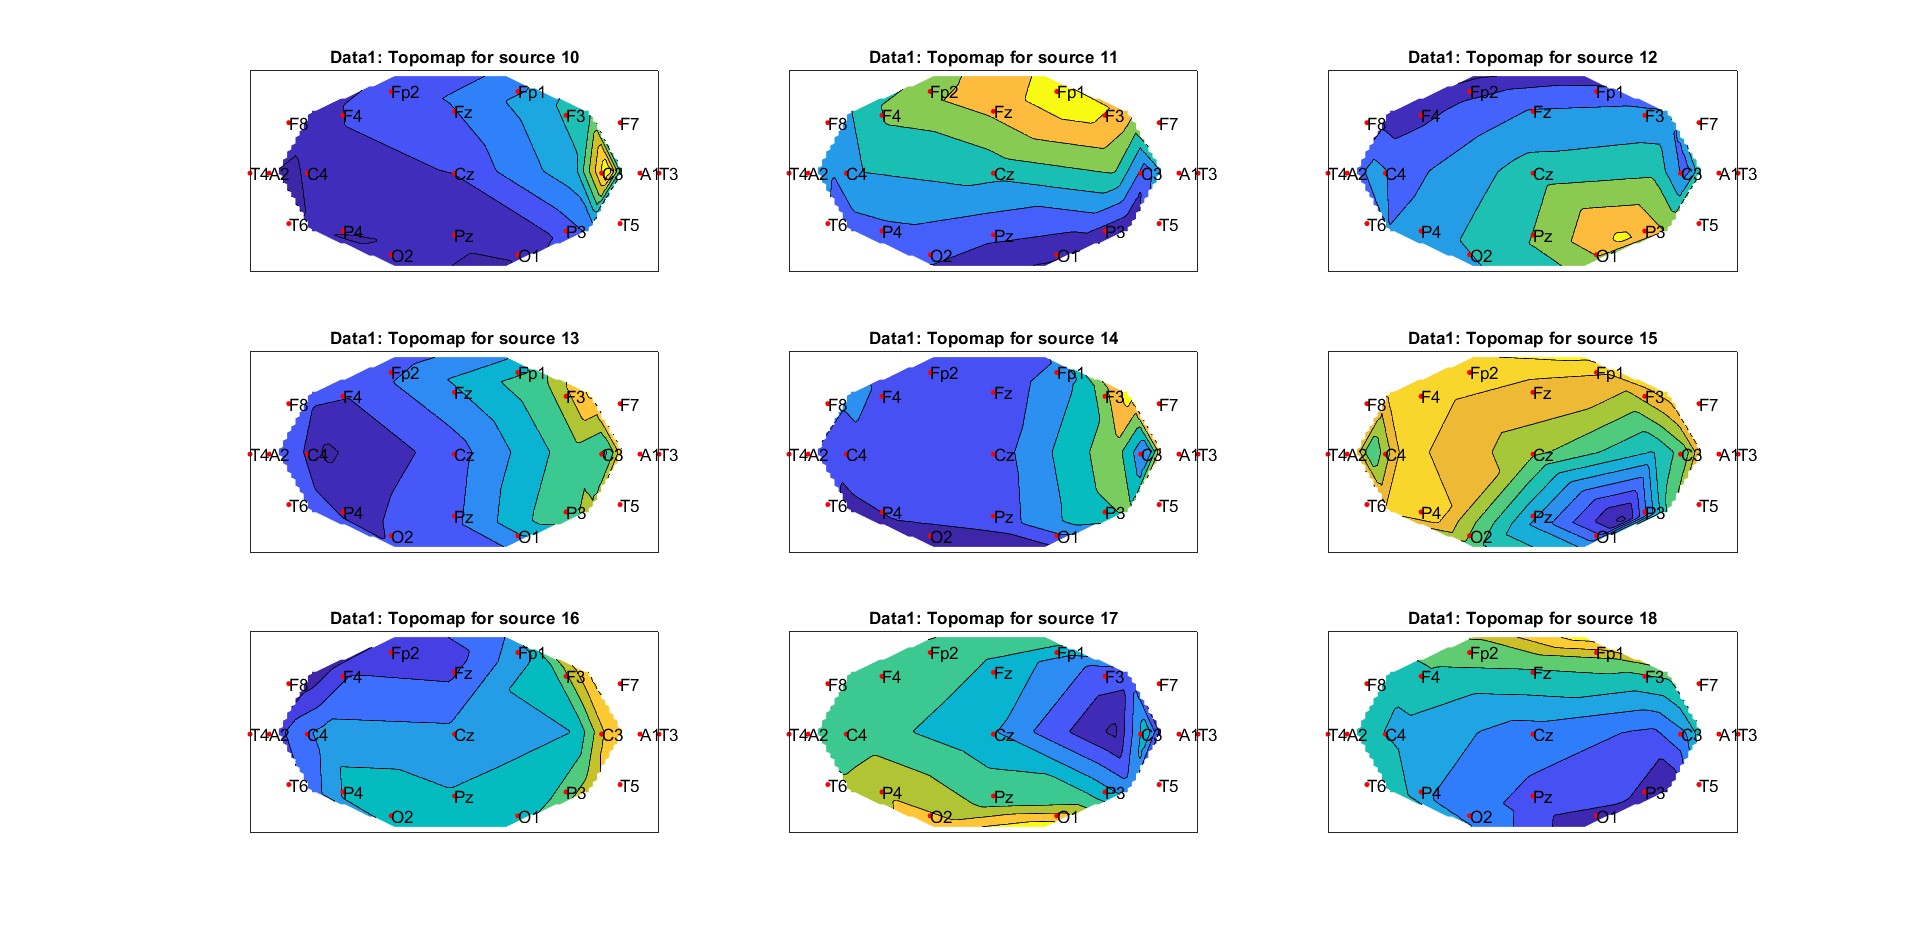 Data1: Topomap for source 10
Fp2
Fp1
Fz
F4
F3
F8
F7
T4A2
C4
Cz
C3
A1T3
T6
T5
P4
Pz
P3
O2
O1
Data1: Topomap for source 11
Fp2
Fp1
Fz
F4
F3
F8
F7
T4A2
C4
Cz
C3
A1T3
T6
T5
P4
Pz
P3
O2
O1
Data1: Topomap for source 12
Fp2
Fp1
Fz
F4
F3
F8
F7
T4A2
C4
Cz
C3
A1T3
T6
T5
P4
Pz
P3
O2
O1
Data1: Topomap for source 13
Fp2
Fp1
Fz
F4
F3
F8
F7
T4A2
C4
Cz
C3
A1T3
T6
T5
P4
Pz
P3
O2
O1
Data1: Topomap for source 14
Fp2
Fp1
Fz
F4
F3
F8
F7
T4A2
C4
Cz
C3
A1T3
T6
T5
P4
Pz
P3
O2
O1
Data1: Topomap for source 15
Fp2
Fp1
Fz
F4
F3
F8
F7
T4A2
C4
Cz
C3
A1T3
T6
T5
P4
Pz
P3
O2
O1
Data1: Topomap for source 16
Fp2
Fp1
Fz
F4
F3
F8
F7
T4A2
C4
Cz
C3
A1T3
T6
T5
P4
Pz
P3
O2
O1
Data1: Topomap for source 17
Fp2
Fp1
Fz
F4
F3
F8
F7
T4A2
C4
Cz
C3
A1T3
T6
T5
P4
Pz
P3
O2
O1
Data1: Topomap for source 18
Fp2
Fp1
Fz
F4
F3
F8
F7
T4A2
C4
Cz
C3
A1T3
T6
T5
P4
Pz
P3
O2
O1